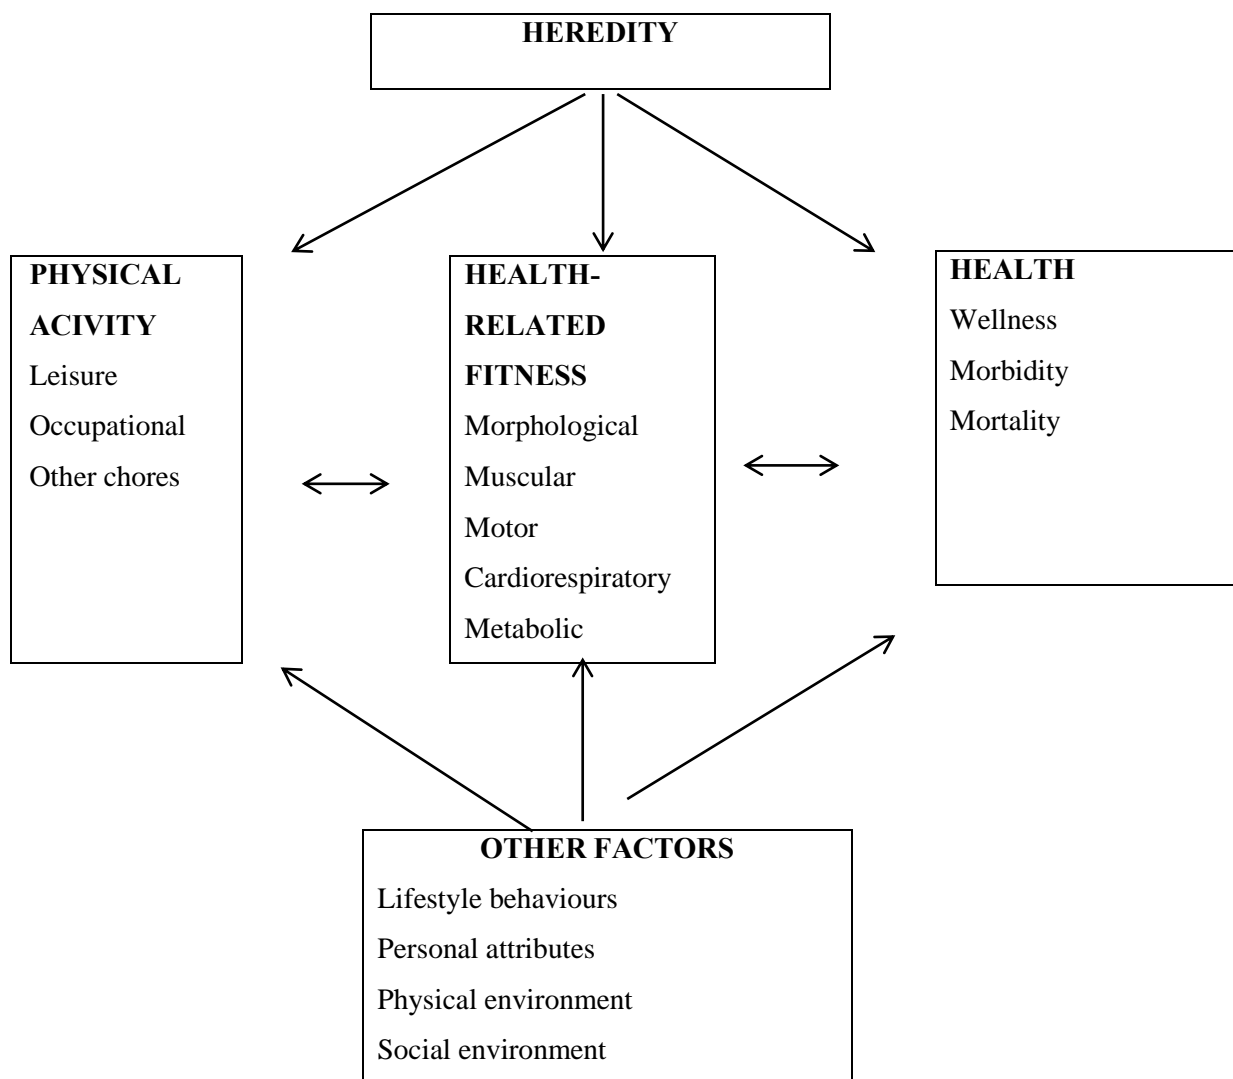 HEREDITY
PHYSICAL
ACIVITY
Leisure
Occupational
Other chores
HEALTH-
RELATED
FITNESS
Morphological
Muscular
Motor
Cardiorespiratory
Metabolic
HEALTH
Wellness
Morbidity
Mortality
OTHER FACTORS
Lifestyle behaviours
Personal attributes
Physical environment
Social environment